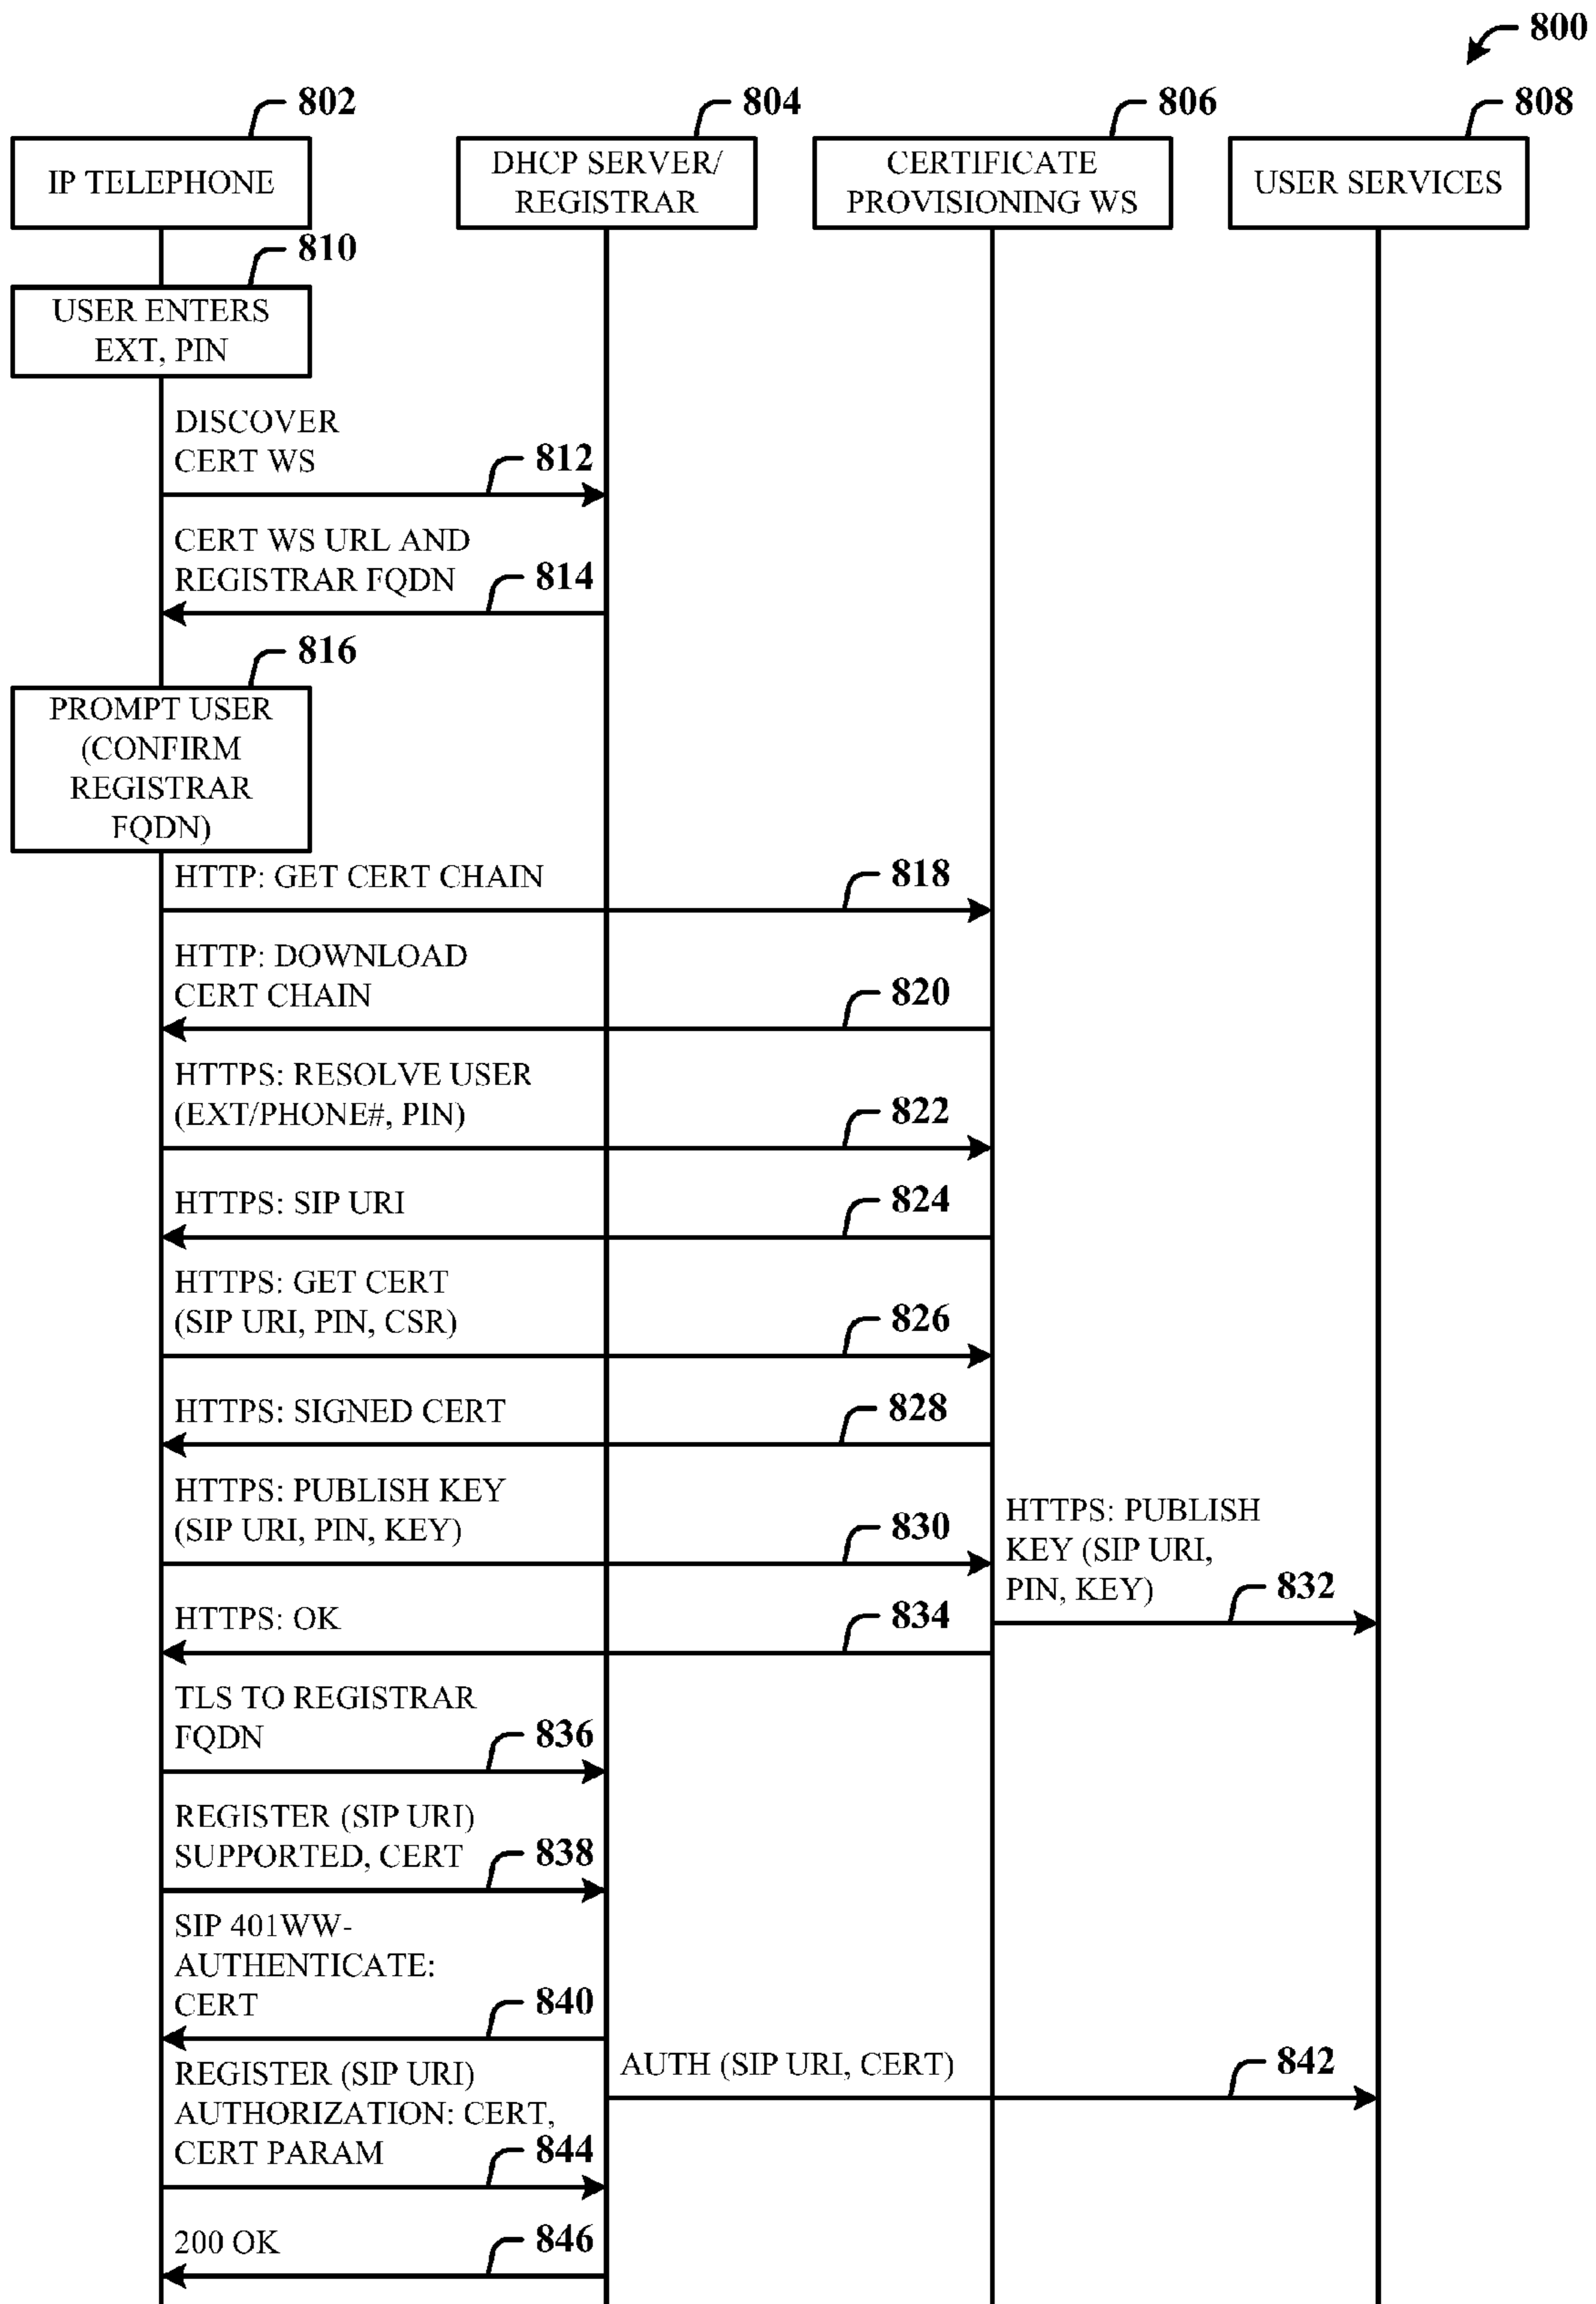 800
802
804
806
808
IP TELEPHONE
DHCP SERVER/
REGISTRAR
CERTIFICATE
PROVISIONING WS
USER SERVICES
810
USER ENTERS
EXT, PIN
DISCOVER
CERT WS
812
CERT WS URL AND
REGISTRAR FQDN
814
816
PROMPT USER
(CONFIRM
REGISTRAR
FQDN)
HTTP: GET CERT CHAIN
818
HTTP: DOWNLOAD
CERT CHAIN
820
HTTPS: RESOLVE USER
(EXT/PHONE#, PIN)
822
HTTPS: SIP URI
824
HTTPS: GET CERT
(SIP URI, PIN, CSR)
826
HTTPS: SIGNED CERT
828
HTTPS: PUBLISH KEY
(SIP URI, PIN, KEY)
830
HTTPS: PUBLISH
KEY (SIP URI,
PIN, KEY)
832
HTTPS: OK
834
TLS TO REGISTRAR
FQDN
836
REGISTER (SIP URI)
SUPPORTED, CERT
838
SIP 401WW-
AUTHENTICATE:
CERT
840
AUTH (SIP URI, CERT)
842
REGISTER (SIP URI)
AUTHORIZATION: CERT,
CERT PARAM
844
200 OK
846